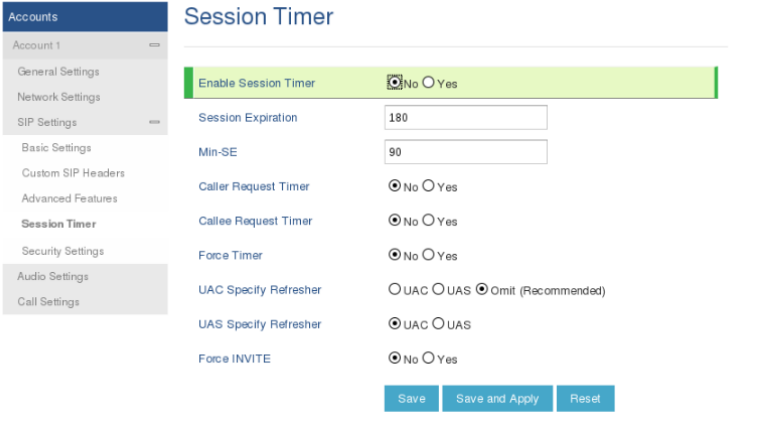 Accounts
Account 1
General Settings
Network Settings
SIP Settings
Basic Settings
Custom SIP Headers
Advanced Features
Session Timer
Security Settings
Audio Settings
Call Settings
Session Timer
Enable Session Timer No Yes
Session Expiration 180
Min-SE 90
Caller Request Timer No Yes
Callee Request Timer No Yes
Force Timer No Yes
UAC Specify Refresher UAC UAS Omit (Recommended)
UAS Specify Refresher UAC UAS
Force INVITE No Yes
Save Save and Apply Reset